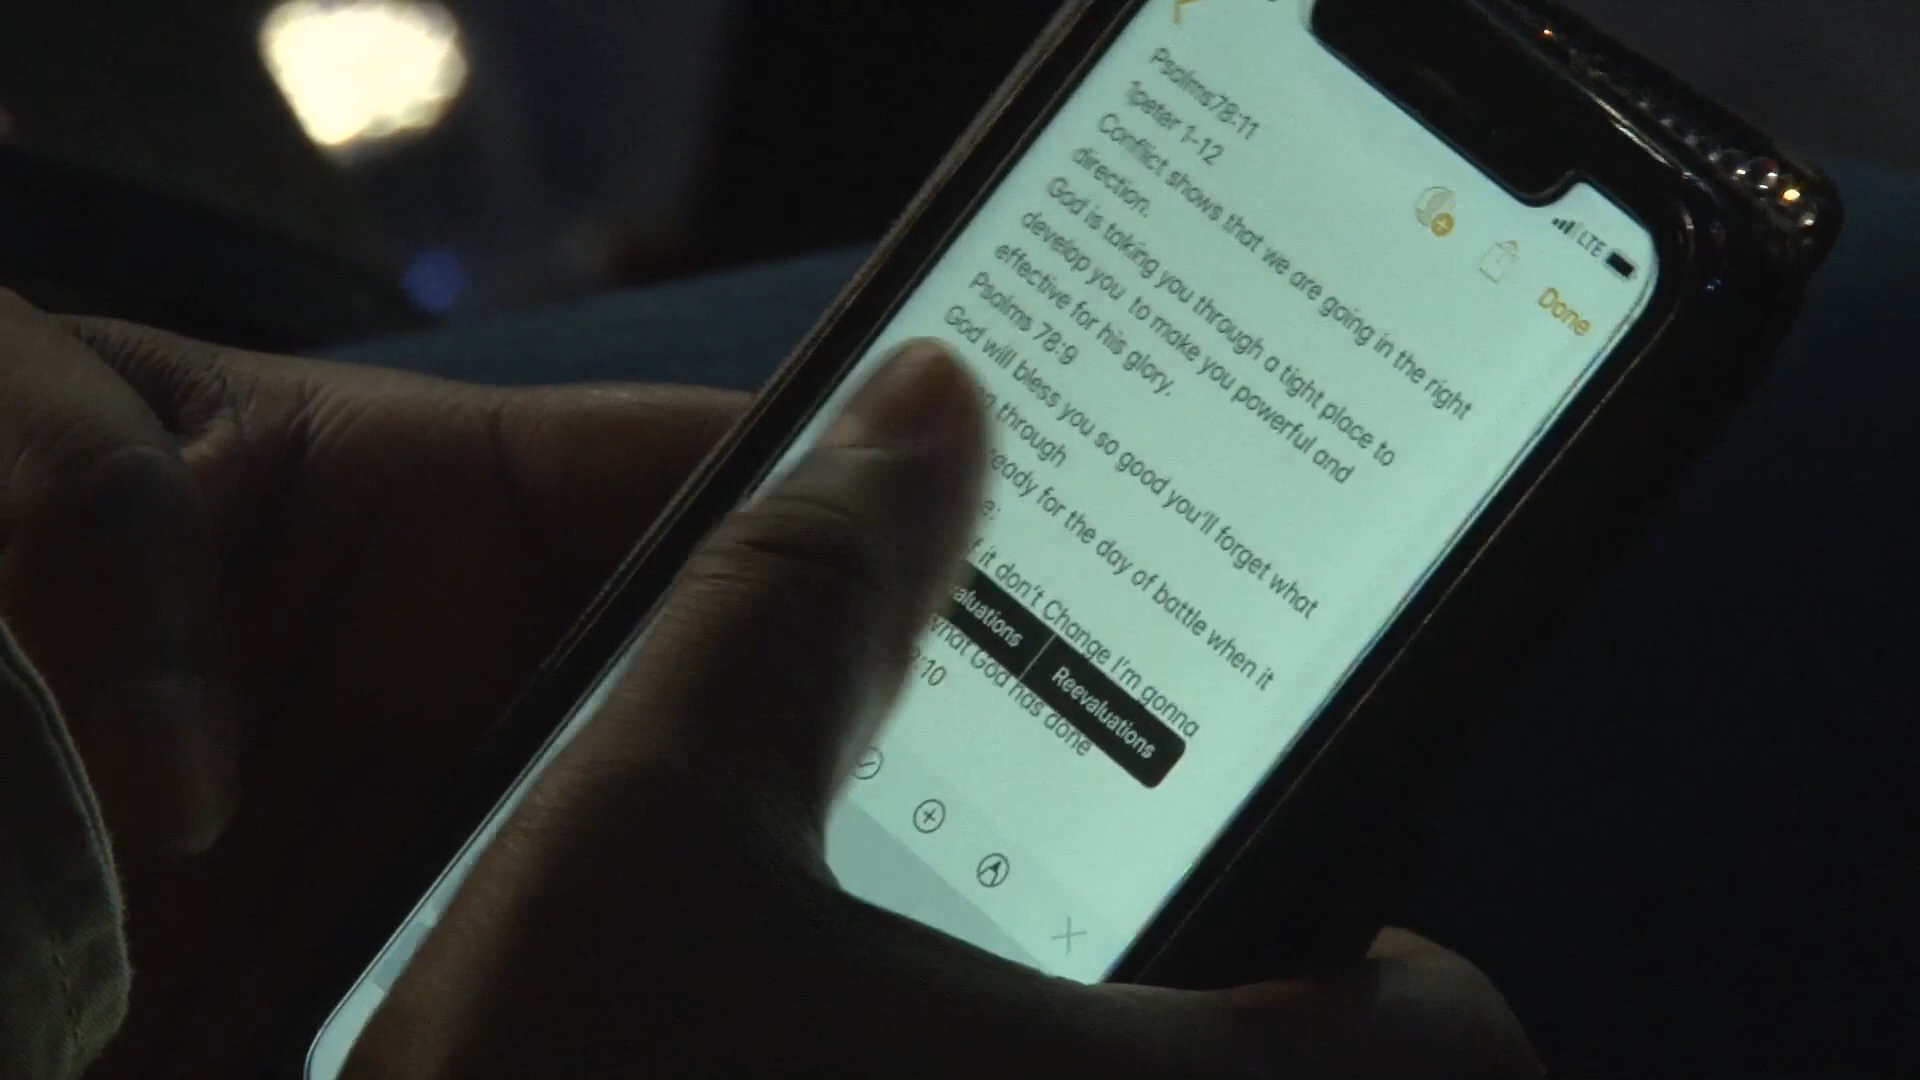 LTE
Done
Psalms78:11
1peter 1-12
Conflict shows that we are going in the right
direction.
God is taking you through a tight place to
develop you to make you powerful and
effective for his glory.
Psalms 78:9
God will bless you so good you'll forget what
through
ready for the day of battle when it
it don't Change I'm gonna
Reevaluations
what God has done
:10